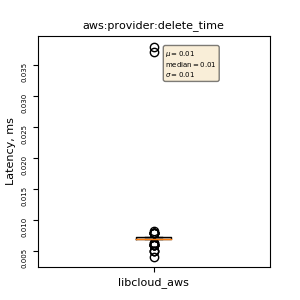 aws:provider:delete_time
μ = 0.01
median = 0.01
σ = 0.01
Latency, ms
0.035
0.030
0.025
0.020
0.015
0.010
0.005
libcloud_aws